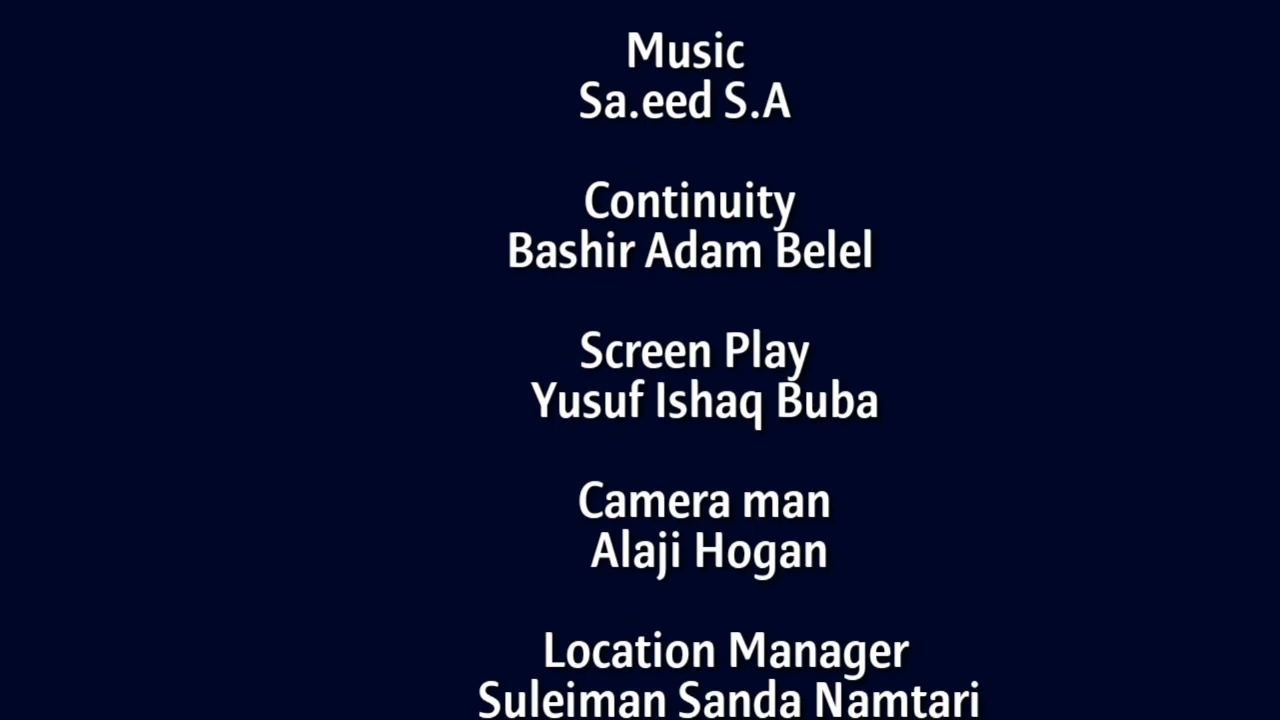 Music
Sa.eed S.A
Continuity
Bashir Adam Belel
Screen Play
Yusuf Ishaq Buba
Camera man
Alaji Hogan
Location Manager
Suleiman Sanda Namtari